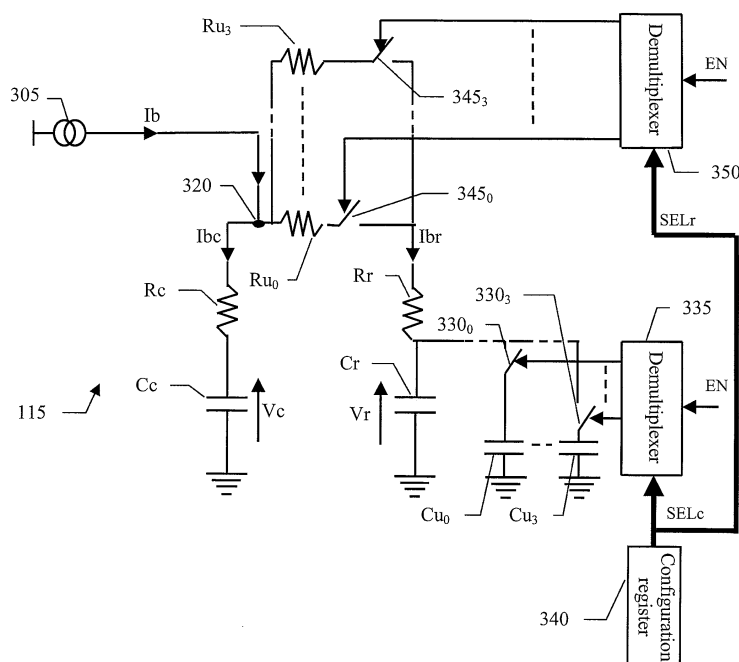 Ru3
305
Ib
3453
Demultiplexer
EN
350
320
3450
SELr
Ibc
Ru0
Ibr
Rc
Rr
3303
3300
335
Demultiplexer
EN
Cc
Cr
115
Vc
Vr
Cu0
Cu3
SELc
340
Configuration register